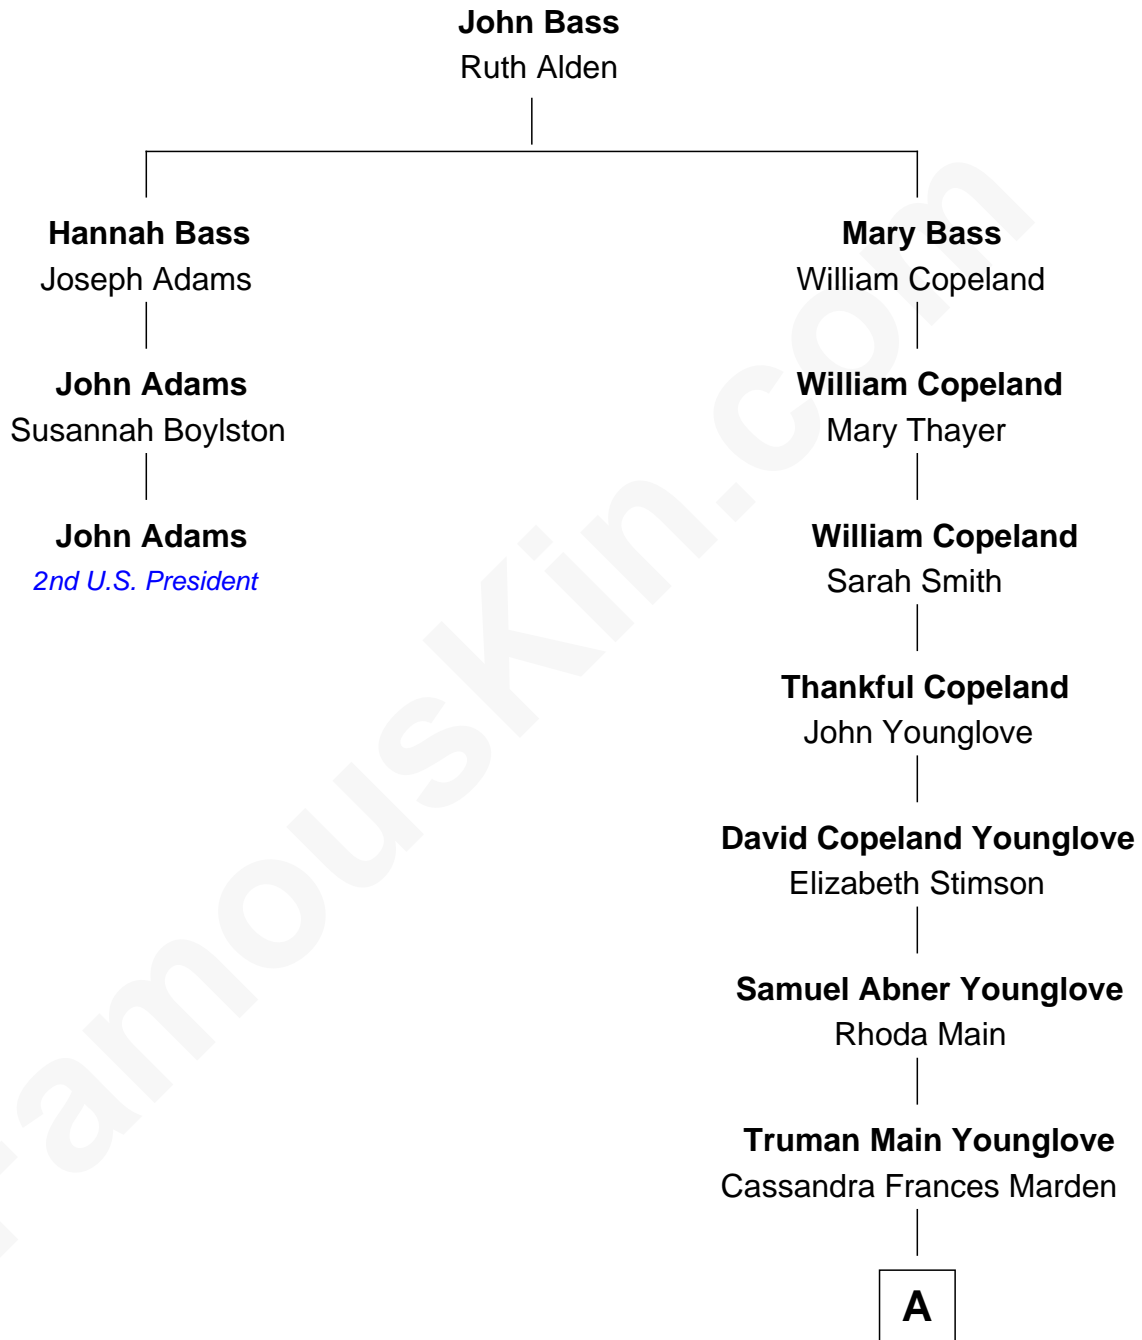 John Bass
Ruth Alden
Hannah Bass
Joseph Adams
John Adams
Susannah Boylston
John Adams
2nd U.S. President
Mary Bass
William Copeland
William Copeland
Mary Thayer
William Copeland
Sarah Smith
Thankful Copeland
John Younglove
David Copeland Younglove
Elizabeth Stimson
Samuel Abner Younglove
Rhoda Main
Truman Main Younglove
Cassandra Frances Marden
A
FamousKin.com